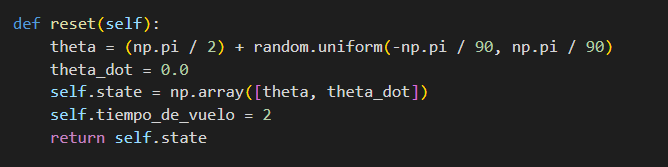 def reset(self):
    theta = (np.pi / 2) + random.uniform(-np.pi / 90, np.pi / 90)
    theta_dot = 0.0
    self.state = np.array([theta, theta_dot])
    self.tiempo_de_vuelo = 2
    return self.state